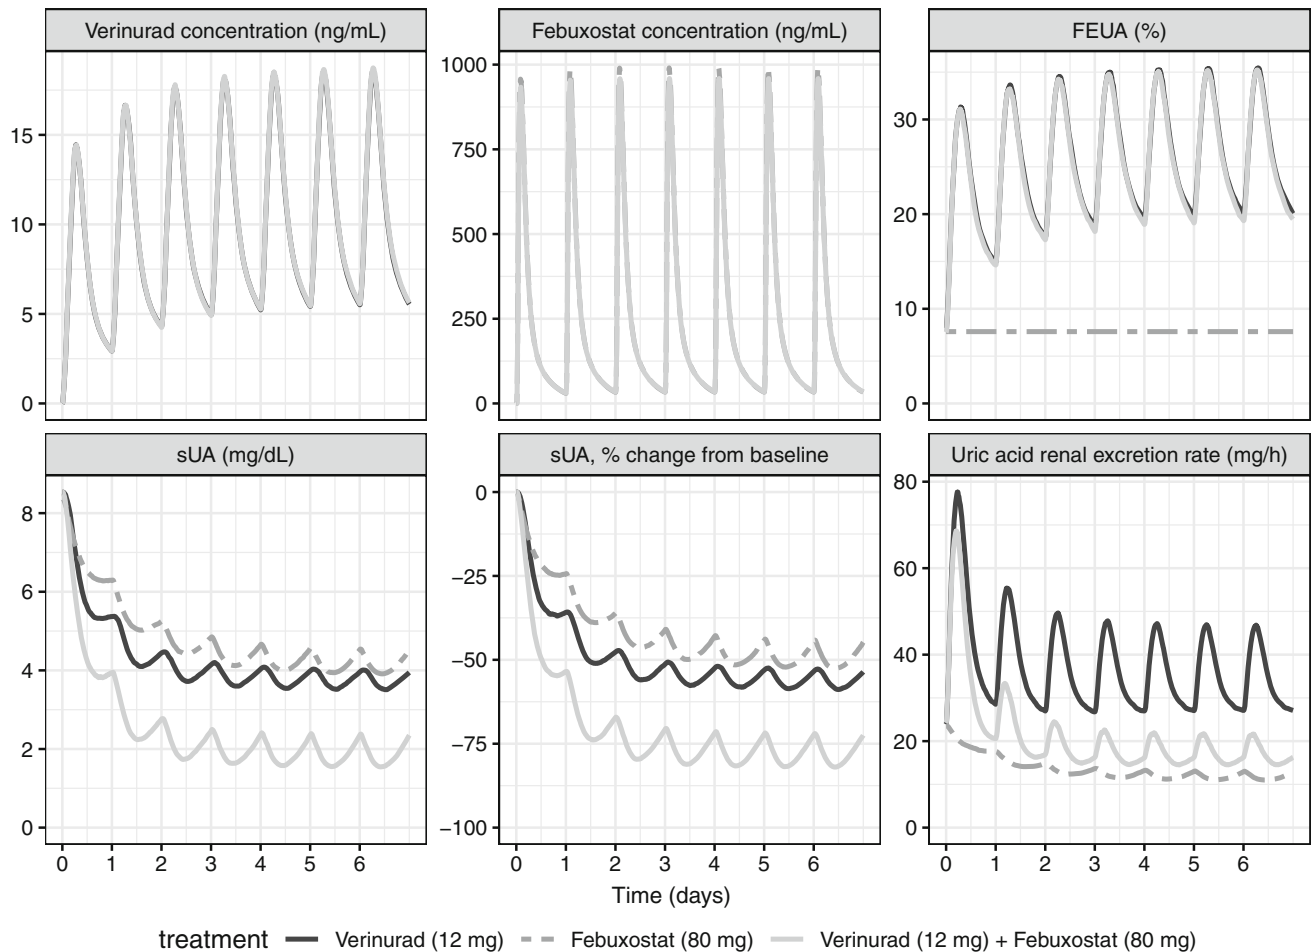 Verinurad concentration (ng/mL)
Febuxostat concentration (ng/mL)
FEUA (%)
15
10
5
0
1000
750
500
250
0
30
20
10
0
sUA (mg/dL)
sUA, % change from baseline
Uric acid renal excretion rate (mg/h)
8
6
4
2
0
0
−25
−50
−75
−100
80
60
40
20
0
0 1 2 3 4 5 6
0 1 2 3 4 5 6
0 1 2 3 4 5 6
Time (days)
treatment Verinurad (12 mg) Febuxostat (80 mg) Verinurad (12 mg) + Febuxostat (80 mg)